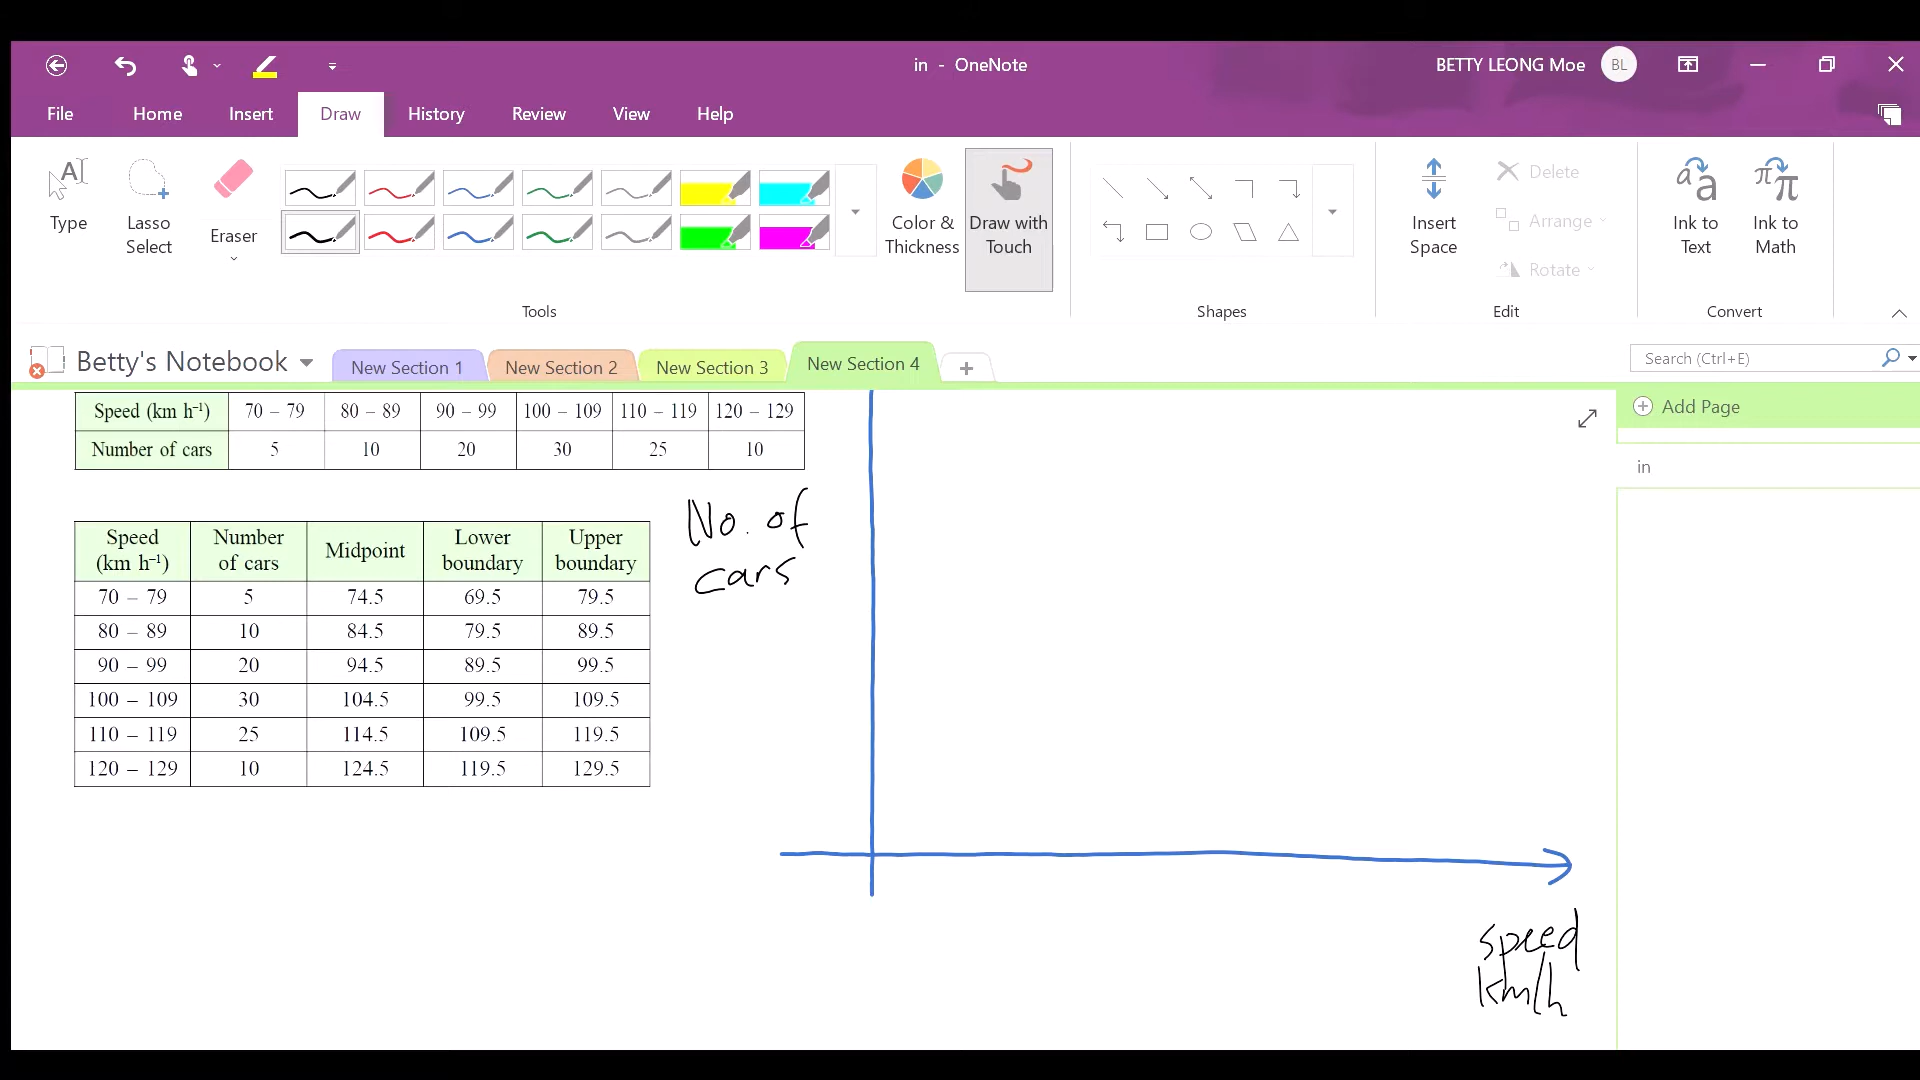 in - OneNote
BETTY LEONG Moe BL
File Home Insert Draw History Review View Help
Type
Lasso Select
Eraser
Color & Thickness
Draw with Touch
Insert Space
Delete
Arrange
Rotate
Ink to Text
Ink to Math
Tools Shapes Edit Convert
Betty's Notebook New Section 1 New Section 2 New Section 3 New Section 4 Search (Ctrl+E)
Add Page
in
Speed (km h⁻¹) 70 – 79 80 – 89 90 – 99 100 – 109 110 – 119 120 – 129
Number of cars 5 10 20 30 25 10
No. of
cars
Speed (km h⁻¹) Number of cars Midpoint Lower boundary Upper boundary
70 – 79 5 74.5 69.5 79.5
80 – 89 10 84.5 79.5 89.5
90 – 99 20 94.5 89.5 99.5
100 – 109 30 104.5 99.5 109.5
110 – 119 25 114.5 109.5 119.5
120 – 129 10 124.5 119.5 129.5
speed
km/h